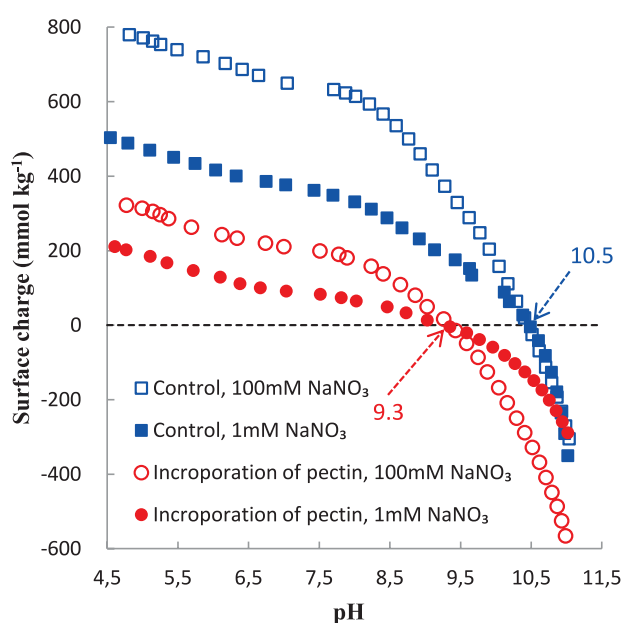 800
600
400
200
0
-200
-400
-600
Surface charge (mmol kg⁻¹)
10.5
9.3
Control, 100mM NaNO₃
Control, 1mM NaNO₃
Incroporation of pectin, 100mM NaNO₃
Incroporation of pectin, 1mM NaNO₃
4,5 5,5 6,5 7,5 8,5 9,5 10,5 11,5
pH